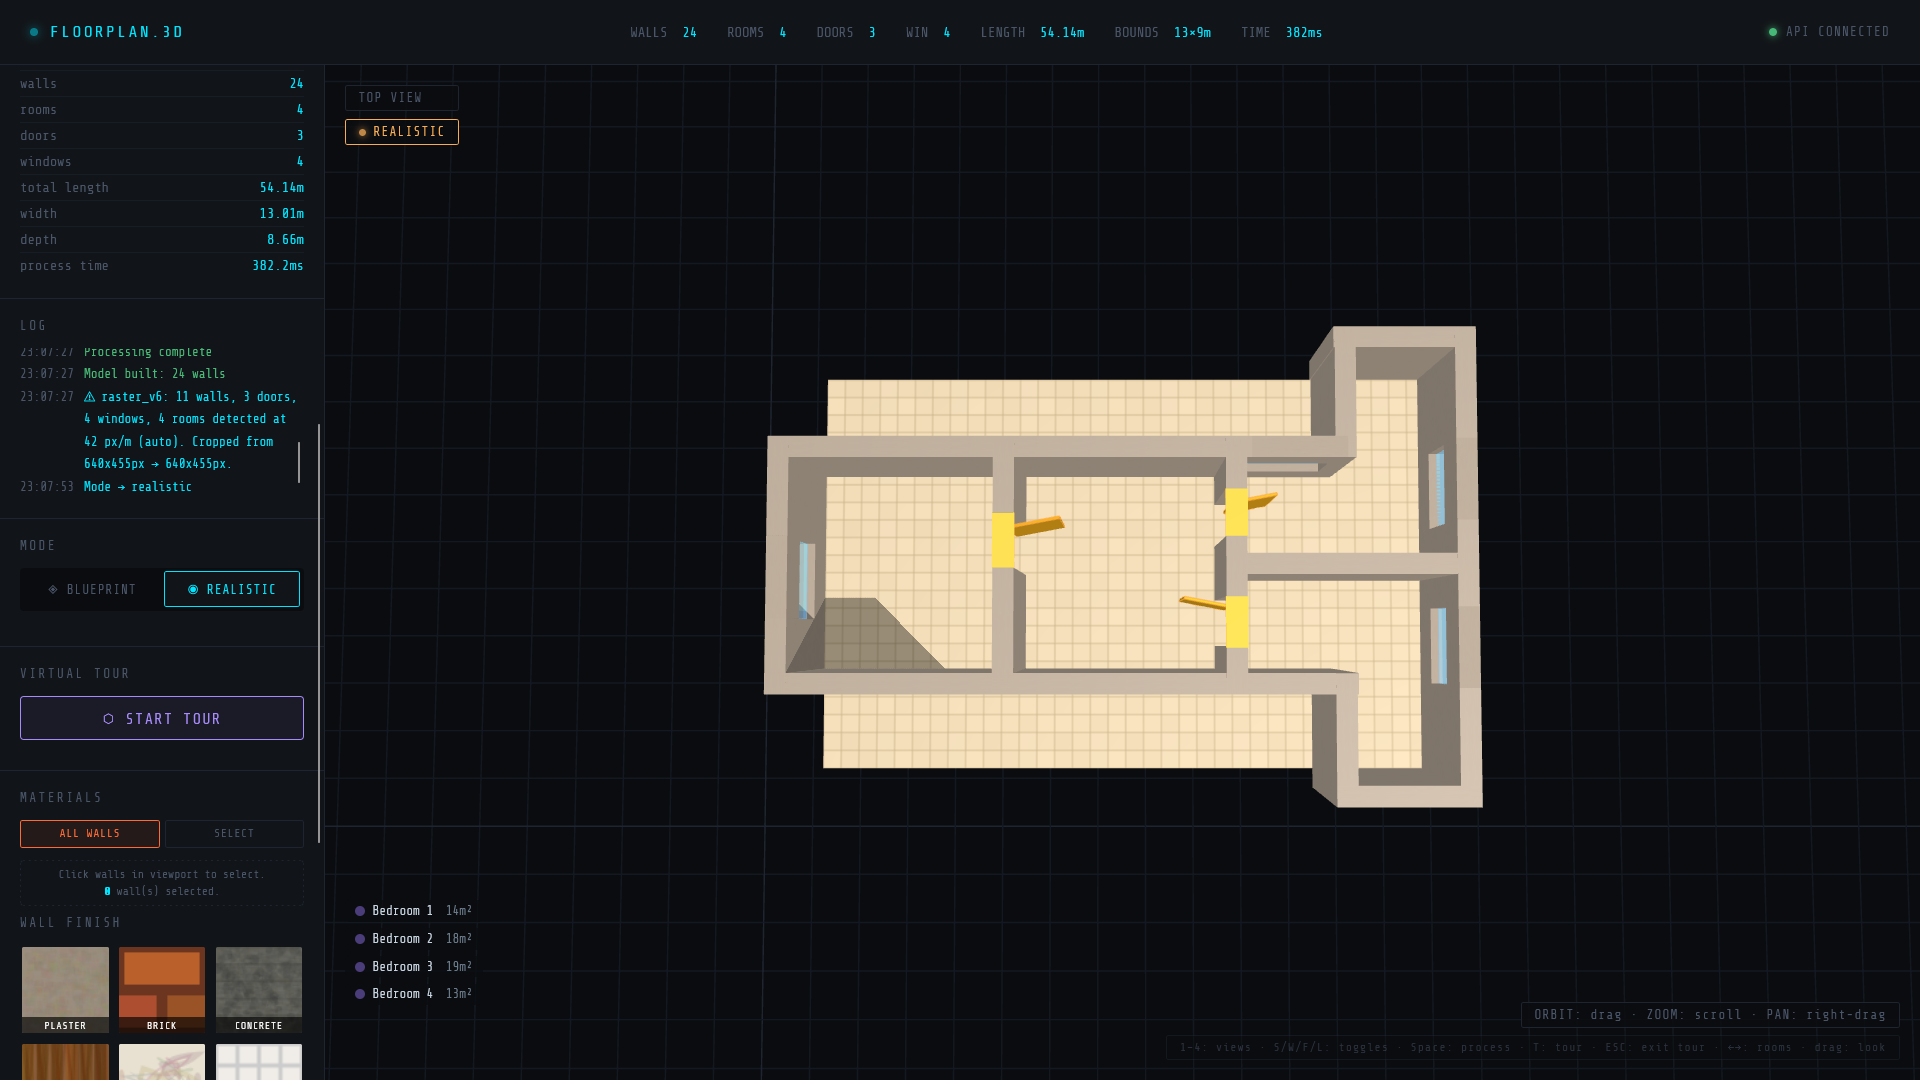 FLOORPLAN.3D
WALLS 24 ROOMS 4 DOORS 3 WIN 4 LENGTH 54.14m BOUNDS 13×9m TIME 382ms
API CONNECTED
walls 24
rooms 4
doors 3
windows 4
total length 54.14m
width 13.01m
depth 8.66m
process time 382.2ms
LOG
23:07:27 Processing complete
23:07:27 Model built: 24 walls
23:07:27 ⚠ raster_v6: 11 walls, 3 doors,
4 windows, 4 rooms detected at
42 px/m (auto). Cropped from
640x455px → 640x455px.
23:07:53 Mode → realistic
MODE
◈ BLUEPRINT
◉ REALISTIC
VIRTUAL TOUR
⬡ START TOUR
MATERIALS
ALL WALLS
SELECT
Click walls in viewport to select.
0 wall(s) selected.
WALL FINISH
PLASTER
BRICK
CONCRETE
TOP VIEW
REALISTIC
Bedroom 1 14m²
Bedroom 2 18m²
Bedroom 3 19m²
Bedroom 4 13m²
ORBIT: drag · ZOOM: scroll · PAN: right-drag
1-4: views · S/W/F/L: toggles · Space: process · T: tour · ESC: exit tour · ←→: rooms · drag: look